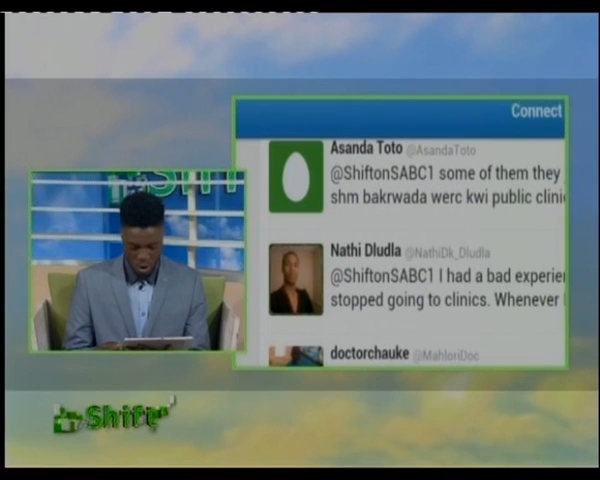 Connect
Asanda Toto @AsandaToto
@ShiftonSABC1 some of them they
shm bakrwada werc kwi public clini
Nathi Dludla @NathiDk_Dludla
@ShiftonSABC1 I had a bad experie
stopped going to clinics. Whenever
doctorchauke @MahloriDoc
Shift